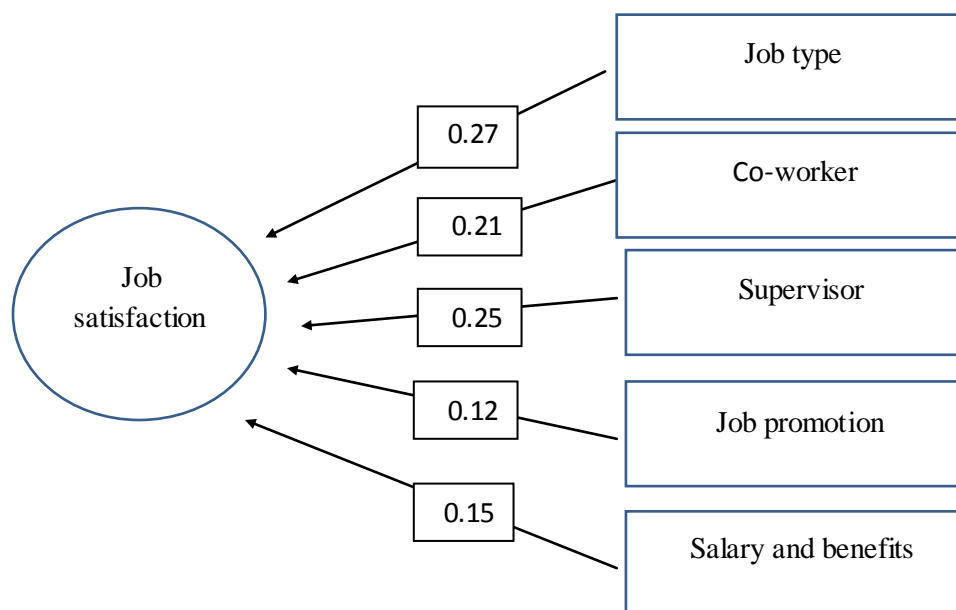 Job type
0.27
Co-worker
0.21
Job
satisfaction
Supervisor
0.25
Job promotion
0.12
Salary and benefits
0.15